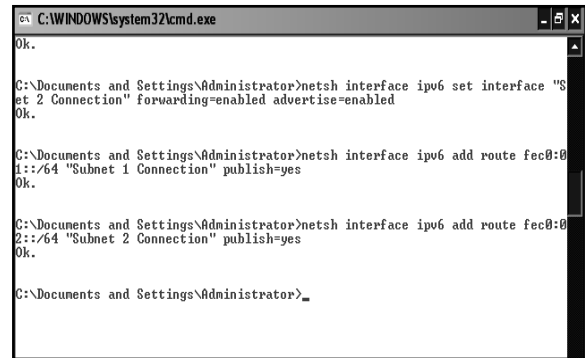 C:\WINDOWS\system32\cmd.exe
Ok.
C:\Documents and Settings\Administrator>netsh interface ipv6 set interface "S
et 2 Connection" forwarding=enabled advertise=enabled
Ok.
C:\Documents and Settings\Administrator>netsh interface ipv6 add route fec0:0
1::/64 "Subnet 1 Connection" publish=yes
Ok.
C:\Documents and Settings\Administrator>netsh interface ipv6 add route fec0:0
2::/64 "Subnet 2 Connection" publish=yes
Ok.
C:\Documents and Settings\Administrator>_